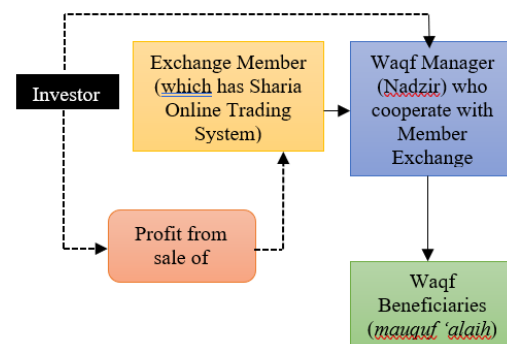 Investor
Exchange Member
(which has Sharia
Online Trading
System)
Waqf Manager
(Nadzir) who
cooperate with
Member
Exchange
Profit from
sale of
Waqf
Beneficiaries
(mauquf ‘alaih)